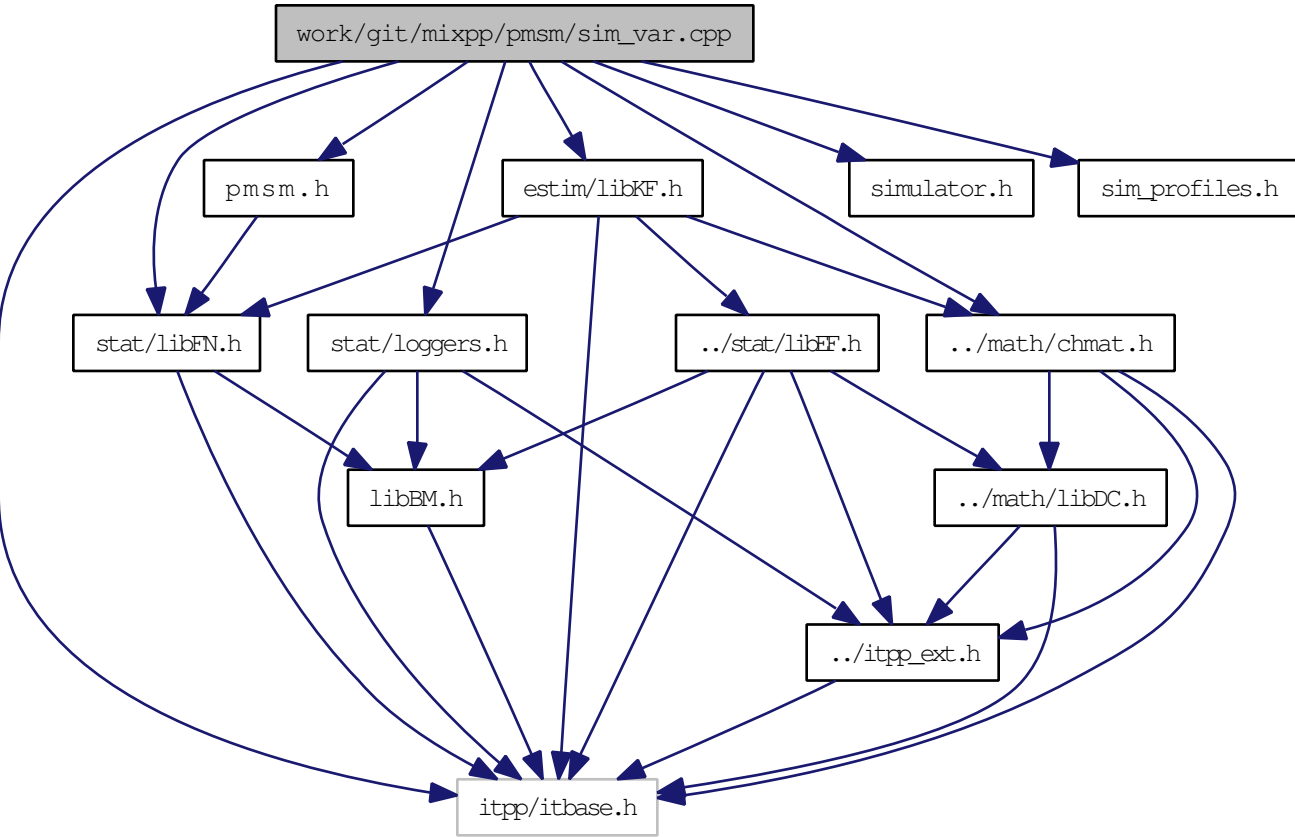 work/git/mixpp/pmsm/sim_var.cpp
pmsm.h
estim/libKF.h
simulator.h
sim_profiles.h
stat/libFN.h
stat/loggers.h
../stat/libEF.h
../math/chmat.h
libBM.h
../math/libDC.h
../itpp_ext.h
itpp/itbase.h